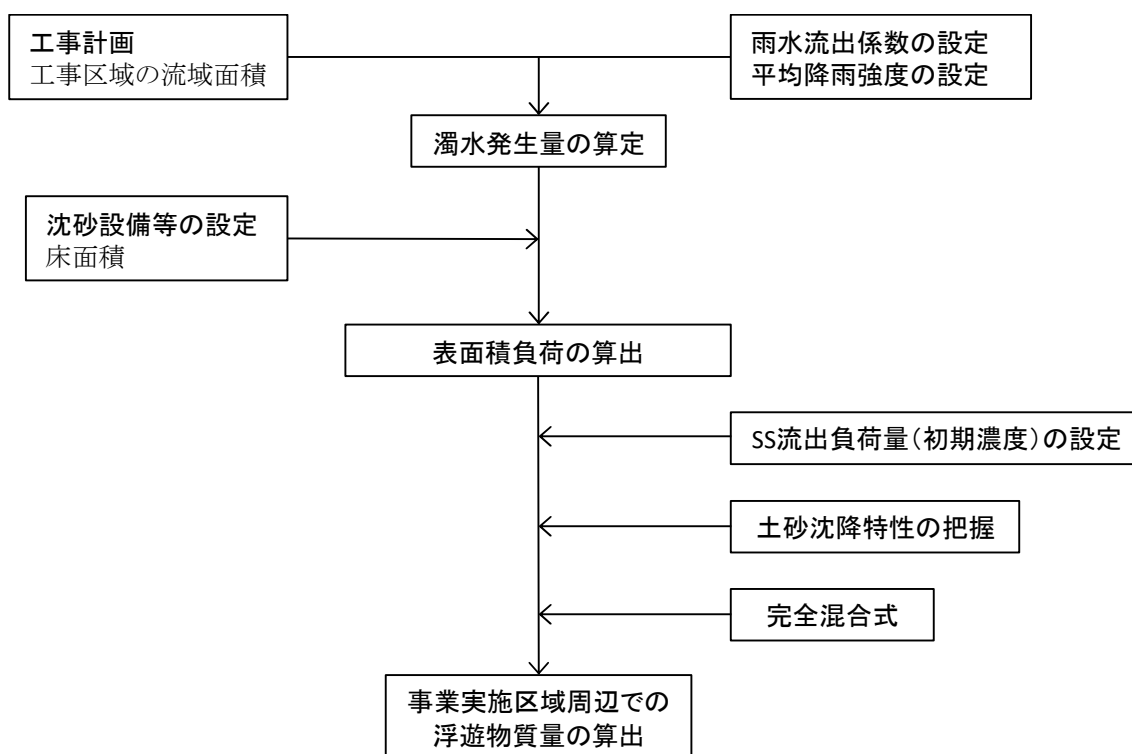 工事計画
工事区域の流域面積
雨水流出係数の設定
平均降雨強度の設定
濁水発生量の算定
沈砂設備等の設定
床面積
表面積負荷の算出
SS流出負荷量(初期濃度)の設定
土砂沈降特性の把握
完全混合式
事業実施区域周辺での
浮遊物質量の算出